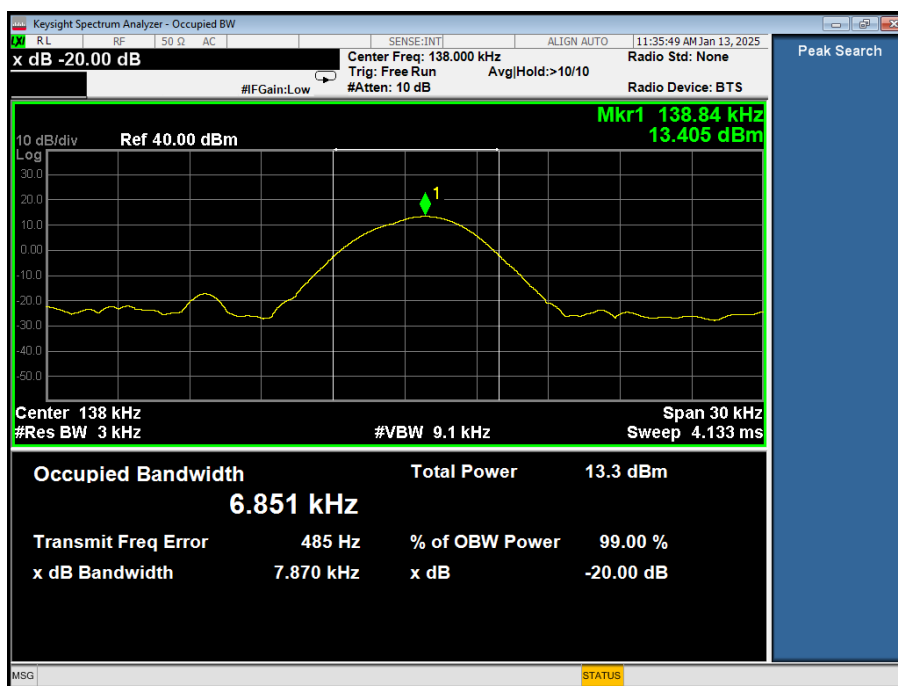 Keysight Spectrum Analyzer - Occupied BW
LXI RL RF 50 Ω AC SENSE:INT ALIGN AUTO 11:35:49 AM Jan 13, 2025
x dB -20.00 dB Center Freq: 138.000 kHz Radio Std: None Peak Search
Trig: Free Run Avg|Hold:>10/10
#IFGain:Low #Atten: 10 dB Radio Device: BTS
Mkr1 138.84 kHz
10 dB/div Ref 40.00 dBm 13.405 dBm
Log
30.0
20.0 1
10.0
0.00
-10.0
-20.0
-30.0
-40.0
-50.0
Center 138 kHz Span 30 kHz
#Res BW 3 kHz #VBW 9.1 kHz Sweep 4.133 ms
Occupied Bandwidth Total Power 13.3 dBm
6.851 kHz
Transmit Freq Error 485 Hz % of OBW Power 99.00 %
x dB Bandwidth 7.870 kHz x dB -20.00 dB
MSG STATUS